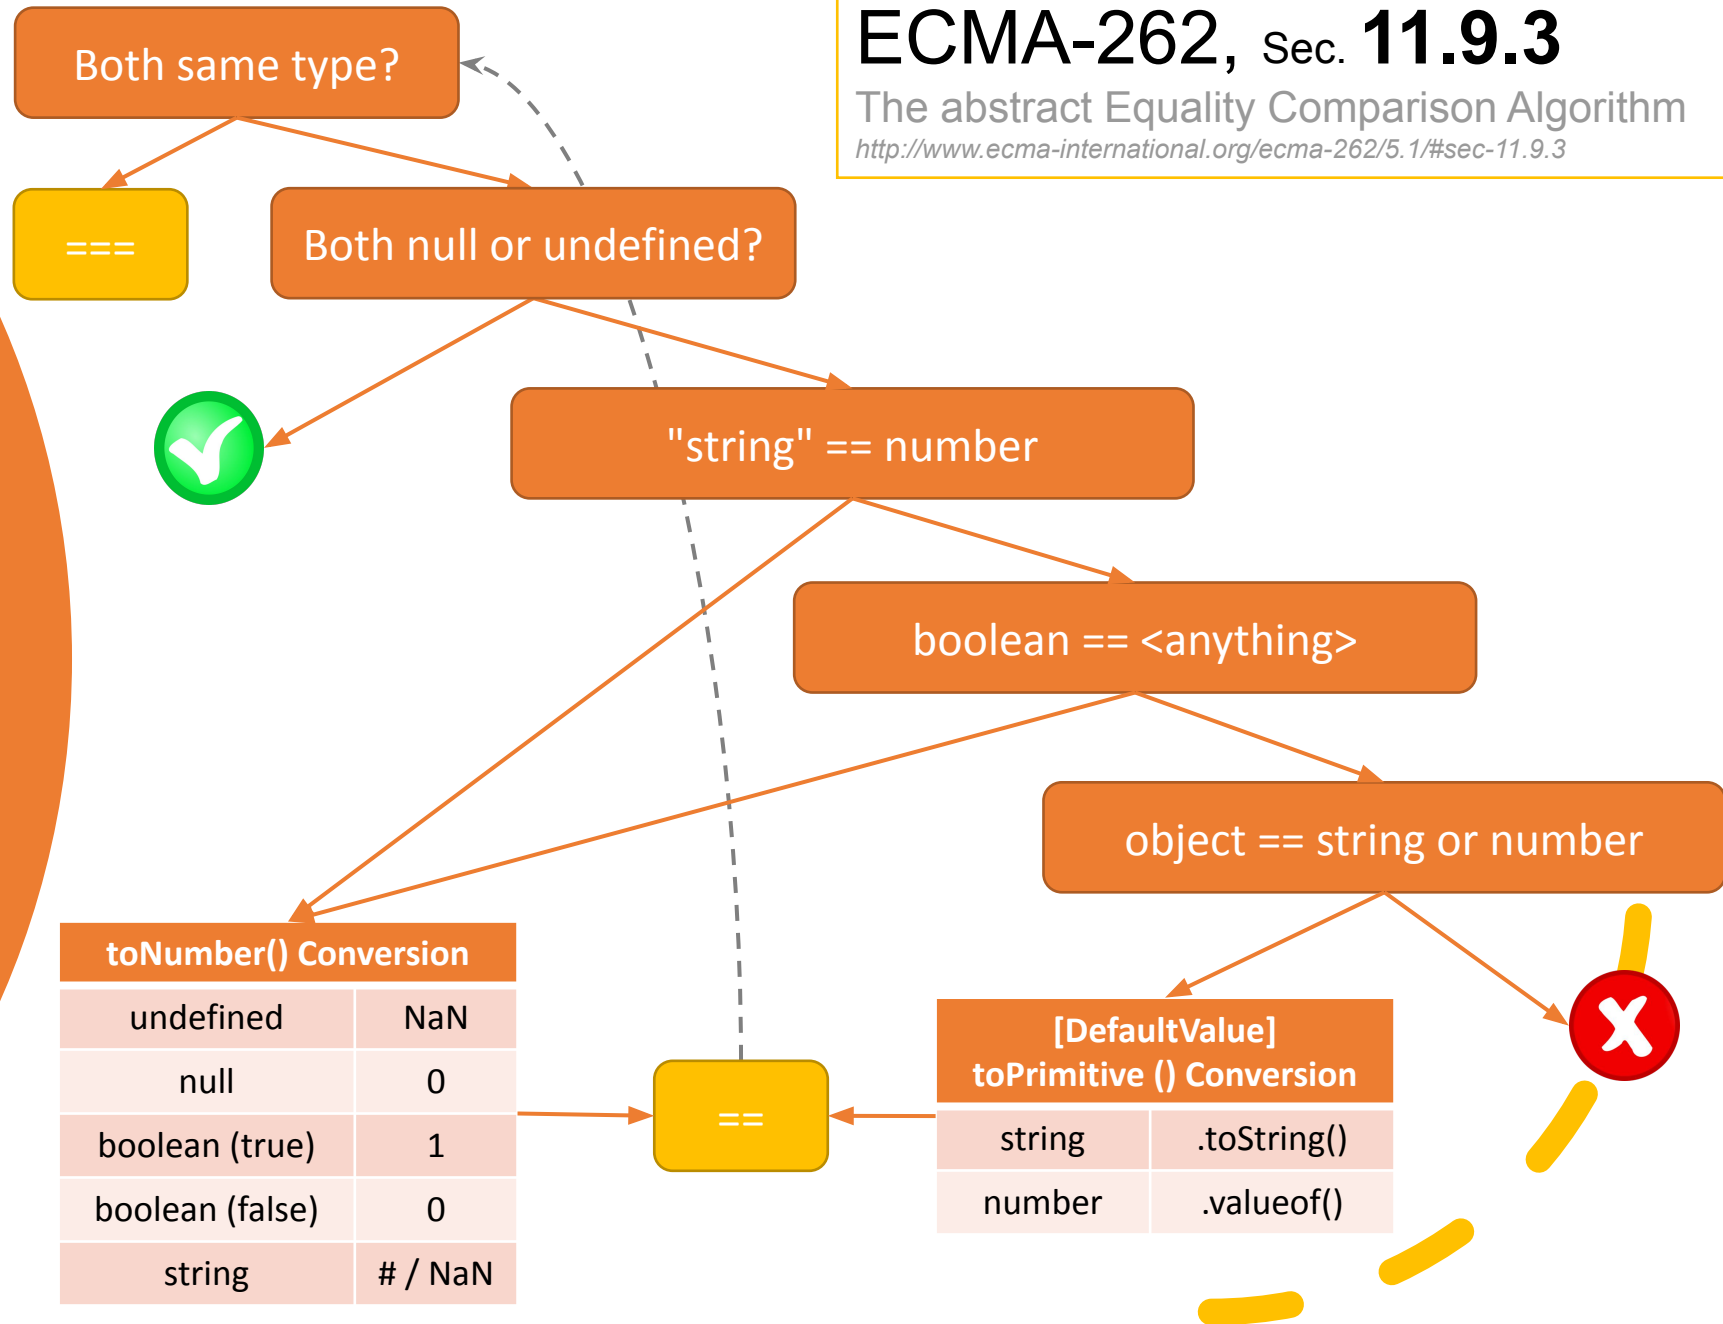 ECMA-262, Sec. 11.9.3
The abstract Equality Comparison Algorithm
http://www.ecma-international.org/ecma-262/5.1/#sec-11.9.3
Both same type?
===
Both null or undefined?
"string" == number
boolean == <anything>
object == string or number
toNumber() Conversion
undefined NaN
null 0
boolean (true) 1
boolean (false) 0
string # / NaN
==
[DefaultValue]
toPrimitive () Conversion
string .toString()
number .valueof()